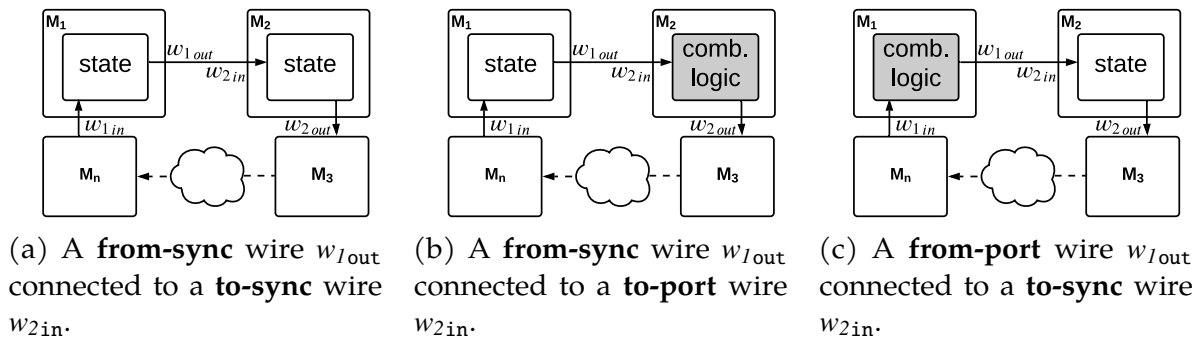 M1
state
w1 out
w2 in
M2
state
w1 in
w2 out
Mn
M3
M1
state
w1 out
w2 in
M2
comb.
logic
w1 in
w2 out
Mn
M3
M1
comb.
logic
w1 out
w2 in
M2
state
w1 in
w2 out
Mn
M3
(a) A from-sync wire w1out
connected to a to-sync wire
w2in.
(b) A from-sync wire w1out
connected to a to-port wire
w2in.
(c) A from-port wire w1out
connected to a to-sync wire
w2in.